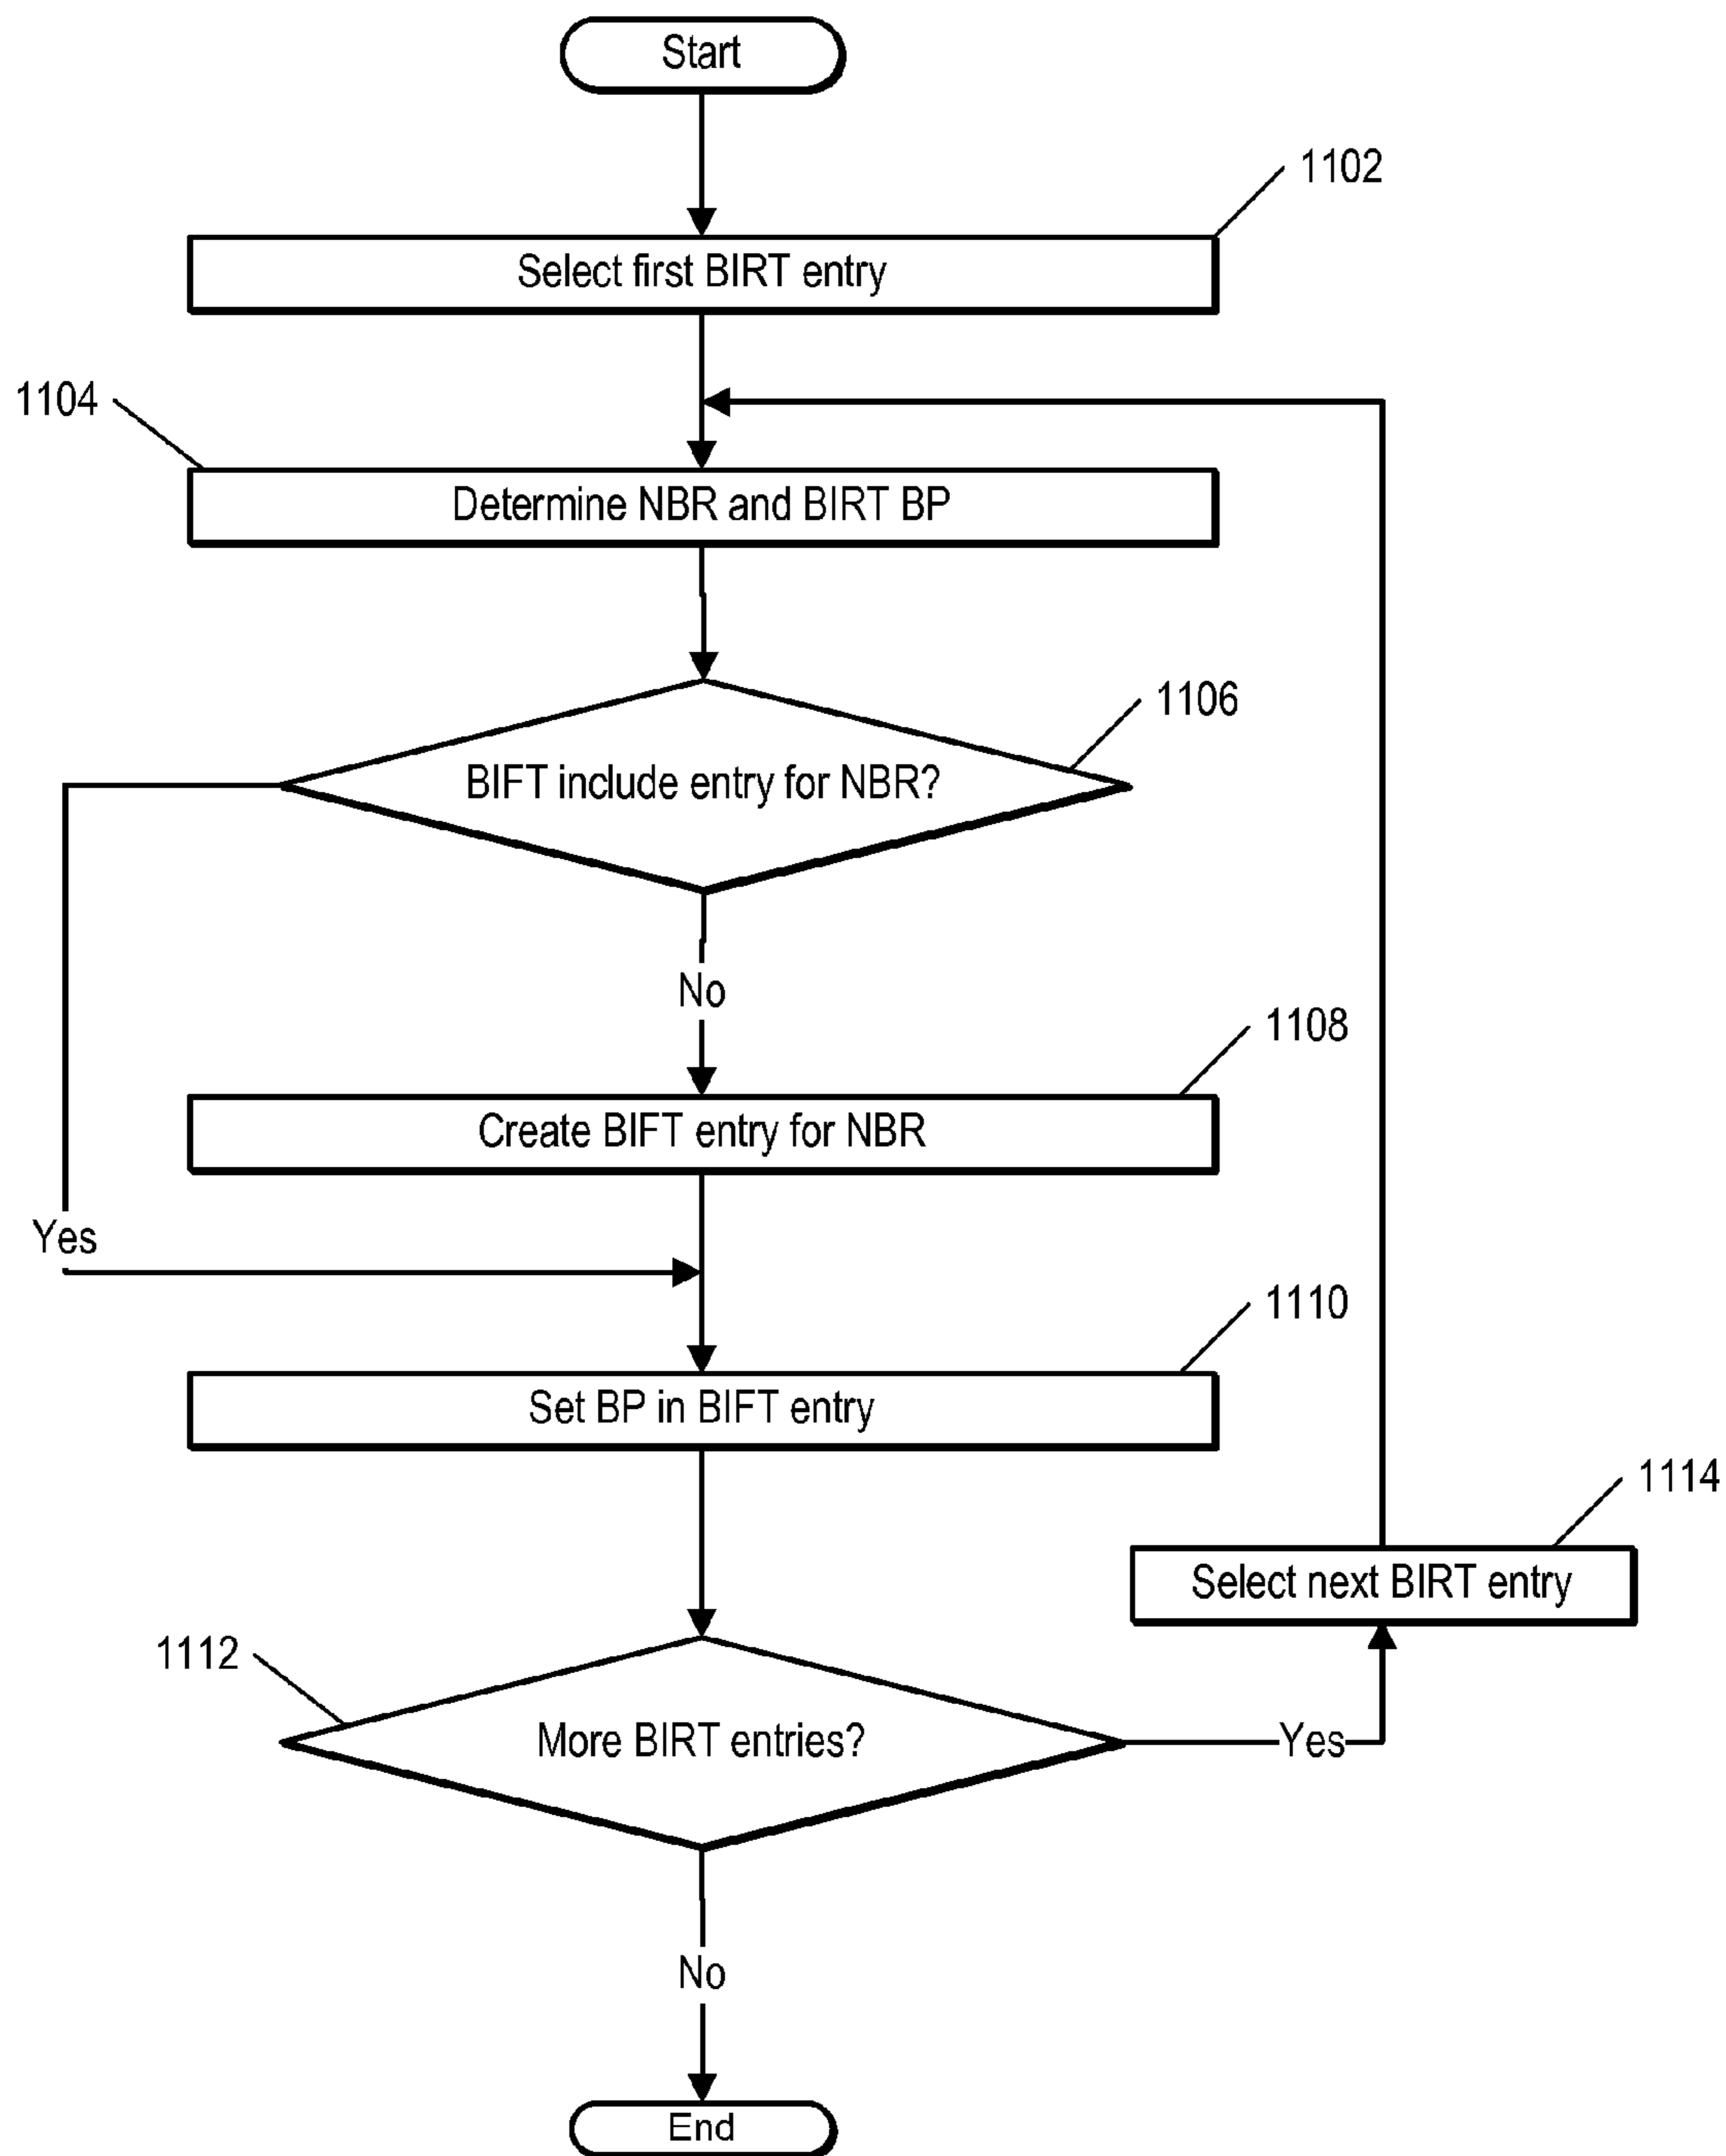 Start
1102
Select first BIRT entry
1104
Determine NBR and BIRT BP
1106
BIFT include entry for NBR?
No
1108
Create BIFT entry for NBR
Yes
1110
Set BP in BIFT entry
1114
Select next BIRT entry
1112
More BIRT entries?
Yes
No
End